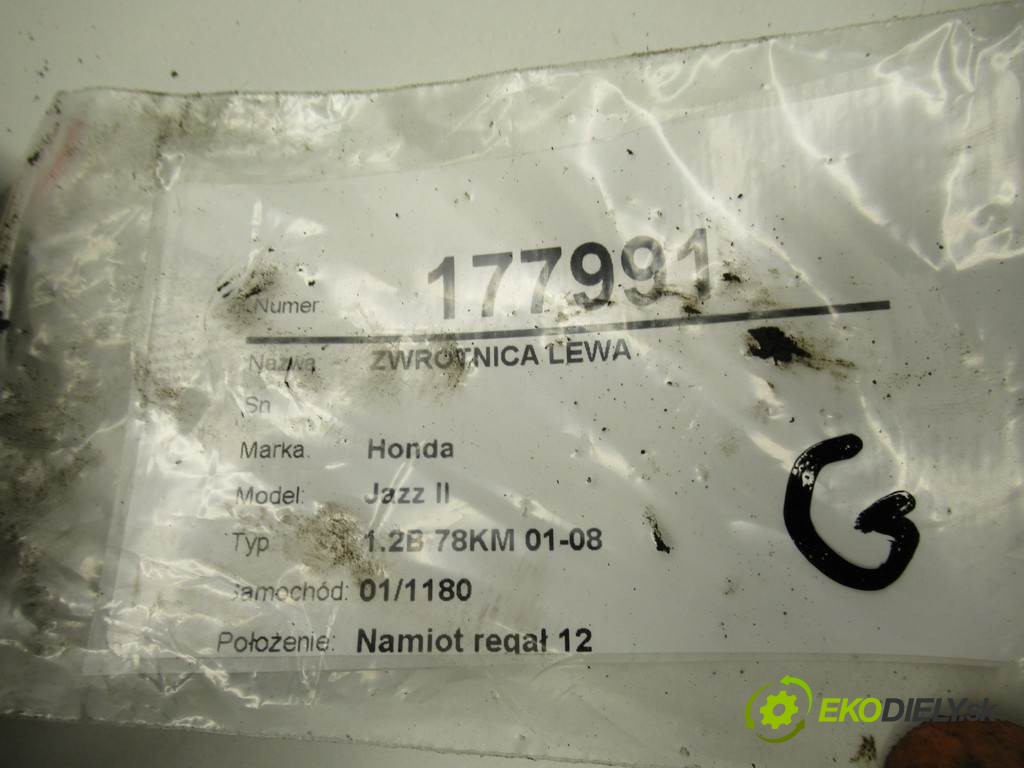 Numer 177991
Nazwa ZWROTNICA LEWA
Sn
Marka: Honda
Model: Jazz II
Typ 1.2B 78KM 01-08
Samochód: 01/1180
Położenie: Namiot regał 12
G
EKODIELY.sk